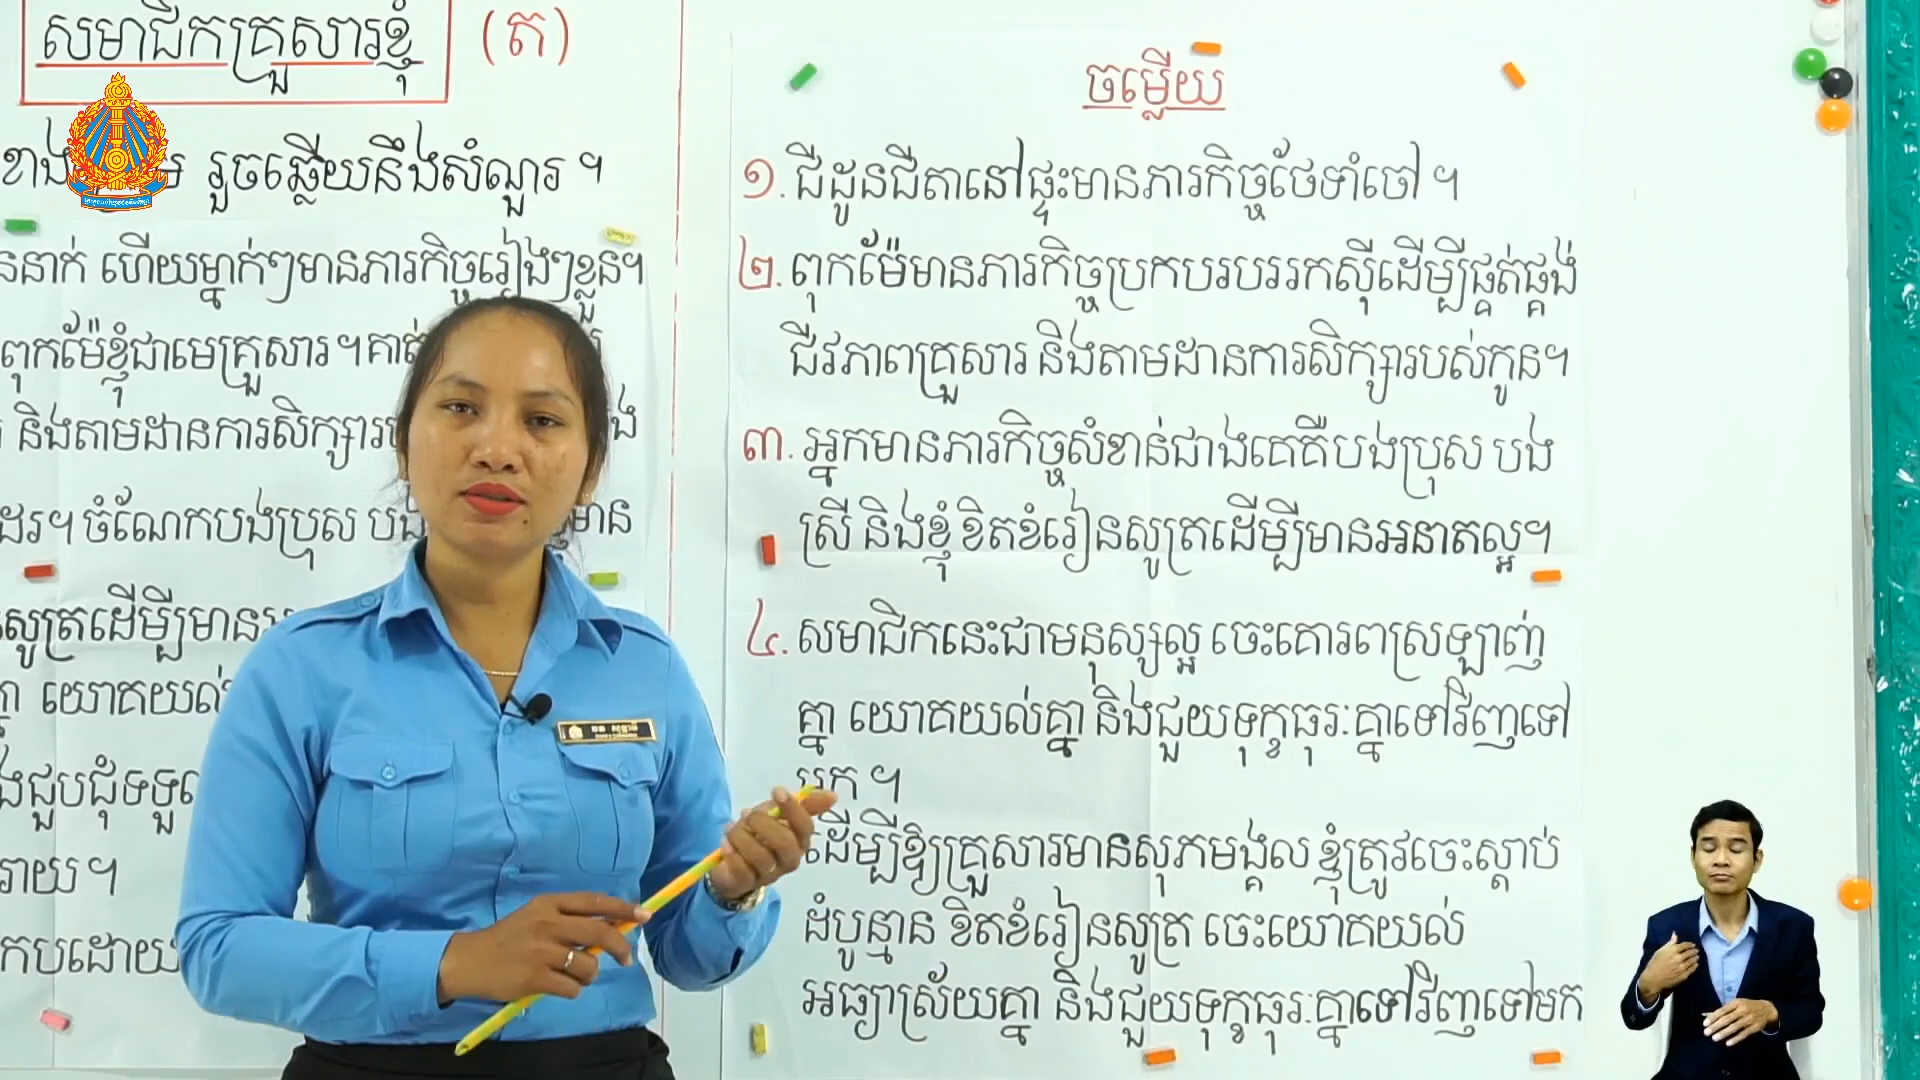 សមាជិកគ្រួសារខ្ញុំ (ត)
រួចឆ្លើយនឹងសំណួរ ។
ហើយម្នាក់ៗមានភារកិច្ចរៀងៗខ្លួន។
ពុកម៉ែខ្ញុំជាមេគ្រួសារ ។ គាត់
និងតាមដានការសិក្សា
ដែរ។ ចំណែកបងប្រុស បង មាន
សូត្រដើម្បីមាន
យោគយល់
ជួបជុំ
រាយ ។
កបដោយ
ចម្លើយ
១. ជីដូនជីតានៅផ្ទះមានភារកិច្ចថែទាំចៅ ។
២. ពុកម៉ែមានភារកិច្ចប្រកបរបររកស៊ីដើម្បីផ្គត់ផ្គង់
ជីវភាពគ្រួសារ និងតាមដានការសិក្សារបស់កូន។
៣. អ្នកមានភារកិច្ចសំខាន់ជាងគេគឺបងប្រុស បង
ស្រី និងខ្ញុំ ខិតខំរៀនសូត្រដើម្បីមានអនាគតល្អ។
៤. សមាជិកនេះជាមនុស្សល្អ ចេះគោរពស្រឡាញ់
គ្នា យោគយល់គ្នា និងជួយទុក្ខធុរៈគ្នាទៅវិញទៅ
មក ។
ដើម្បីឱ្យគ្រួសារមានសុភមង្គល ខ្ញុំត្រូវចេះស្តាប់
ដំបូន្មាន ខិតខំរៀនសូត្រ ចេះយោគយល់
អធ្យាស្រ័យគ្នា និងជួយទុក្ខធុរៈគ្នាទៅវិញទៅមក